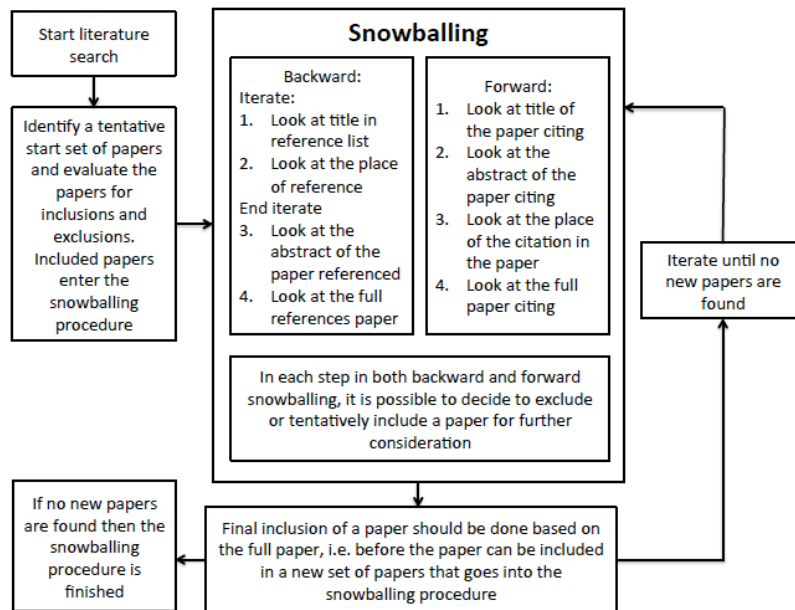 Start literature
search
Identify a tentative
start set of papers
and evaluate the
papers for
inclusions and
exclusions.
Included papers
enter the
snowballing
procedure
Snowballing
Backward:
Iterate:
1. Look at title in
reference list
2. Look at the place
of reference
End iterate
3. Look at the
abstract of the
paper referenced
4. Look at the full
references paper
Forward:
1. Look at title of
the paper citing
2. Look at the
abstract of the
paper citing
3. Look at the place
of the citation in
the paper
4. Look at the full
paper citing
In each step in both backward and forward
snowballing, it is possible to decide to exclude
or tentatively include a paper for further
consideration
Iterate until no
new papers are
found
Final inclusion of a paper should be done based on
the full paper, i.e. before the paper can be included
in a new set of papers that goes into the
snowballing procedure
If no new papers
are found then the
snowballing
procedure is
finished